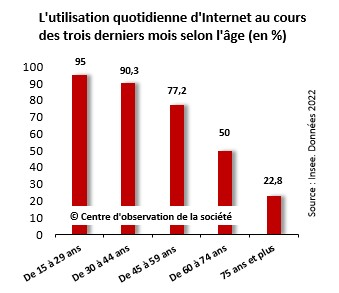 L'utilisation quotidienne d'Internet au cours
des trois derniers mois selon l'âge (en %)
95
90,3
77,2
50
22,8
100
90
80
70
60
50
40
30
20
10
0
© Centre d'observation de la société
De 15 à 29 ans
De 30 à 44 ans
De 45 à 59 ans
De 60 à 74 ans
75 ans et plus
Source : Insee. Données 2022